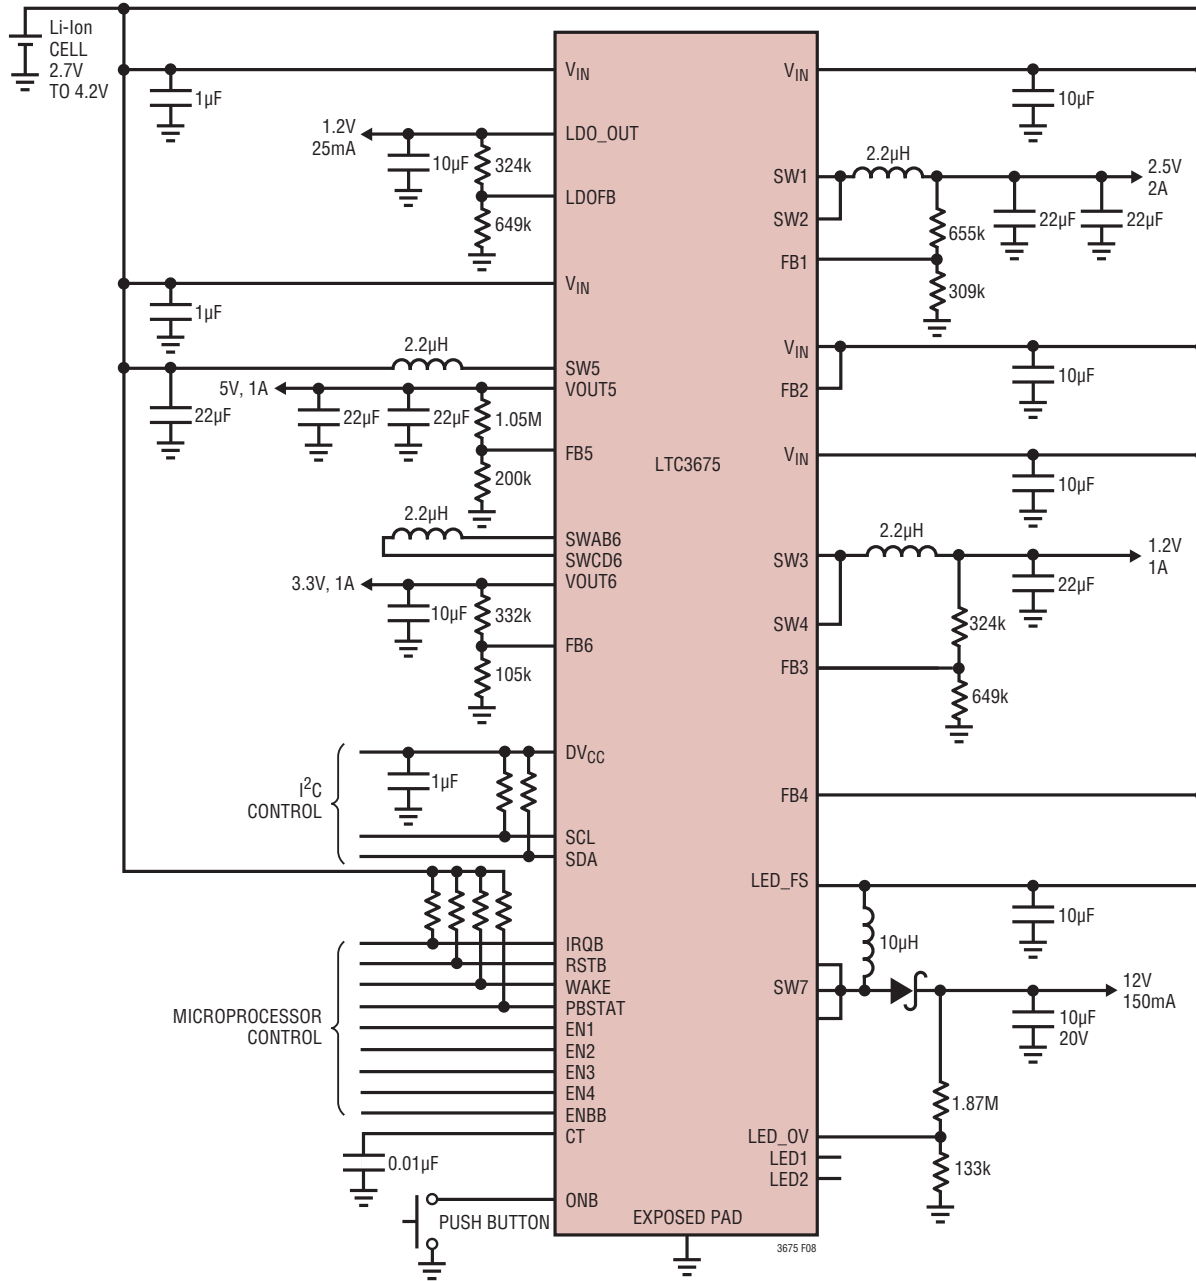 Li-Ion
CELL
2.7V
TO 4.2V
1µF
VIN
1.2V
25mA
10µF
324k
LDO_OUT
LDOFB
649k
VIN
1µF
2.2µH
SW5
5V, 1A
VOUT5
22µF
22µF
22µF
1.05M
FB5
200k
2.2µH
SWAB6
SWCD6
3.3V, 1A
VOUT6
10µF
332k
FB6
105k
I2C
CONTROL
DVCC
1µF
SCL
SDA
MICROPROCESSOR
CONTROL
IRQB
RSTB
WAKE
PBSTAT
EN1
EN2
EN3
EN4
ENBB
CT
0.01µF
ONB
PUSH BUTTON
LTC3675
EXPOSED PAD
VIN
10µF
2.2µH
SW1
2.5V
2A
SW2
22µF
22µF
655k
FB1
309k
VIN
10µF
FB2
VIN
10µF
2.2µH
SW3
1.2V
1A
22µF
SW4
324k
FB3
649k
FB4
LED_FS
10µF
10µH
SW7
12V
150mA
10µF
20V
1.87M
LED_OV
LED1
LED2
133k
3675 F08